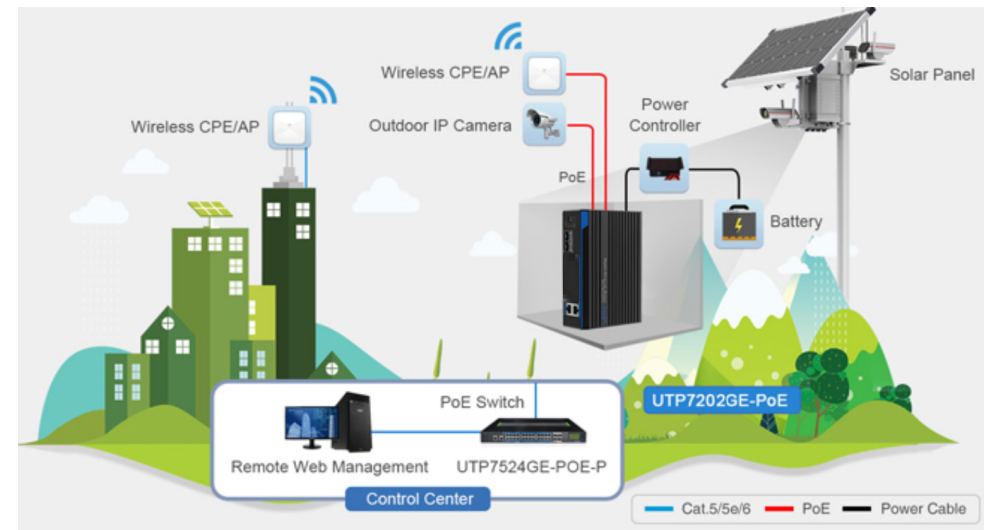 Wireless CPE/AP
Solar Panel
Power
Controller
Outdoor IP Camera
Wireless CPE/AP
PoE
Battery
UTP7202GE-PoE
PoE Switch
Remote Web Management
UTP7524GE-POE-P
Control Center
Cat.5/5e/6
PoE
Power Cable